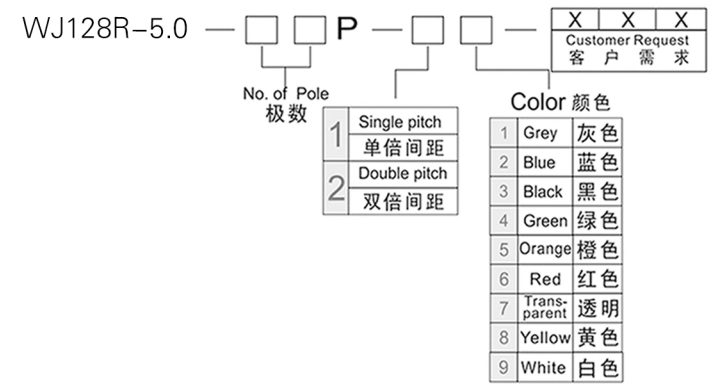 WJ128R-5.0 — □ □ P — □ □ — X X X
Customer Request
客户需求
No. of Pole
极数
1 Single pitch
单倍间距
2 Double pitch
双倍间距
Color 颜色
1 Grey 灰色
2 Blue 蓝色
3 Black 黑色
4 Green 绿色
5 Orange 橙色
6 Red 红色
7 Trans-
parent 透明
8 Yellow 黄色
9 White 白色